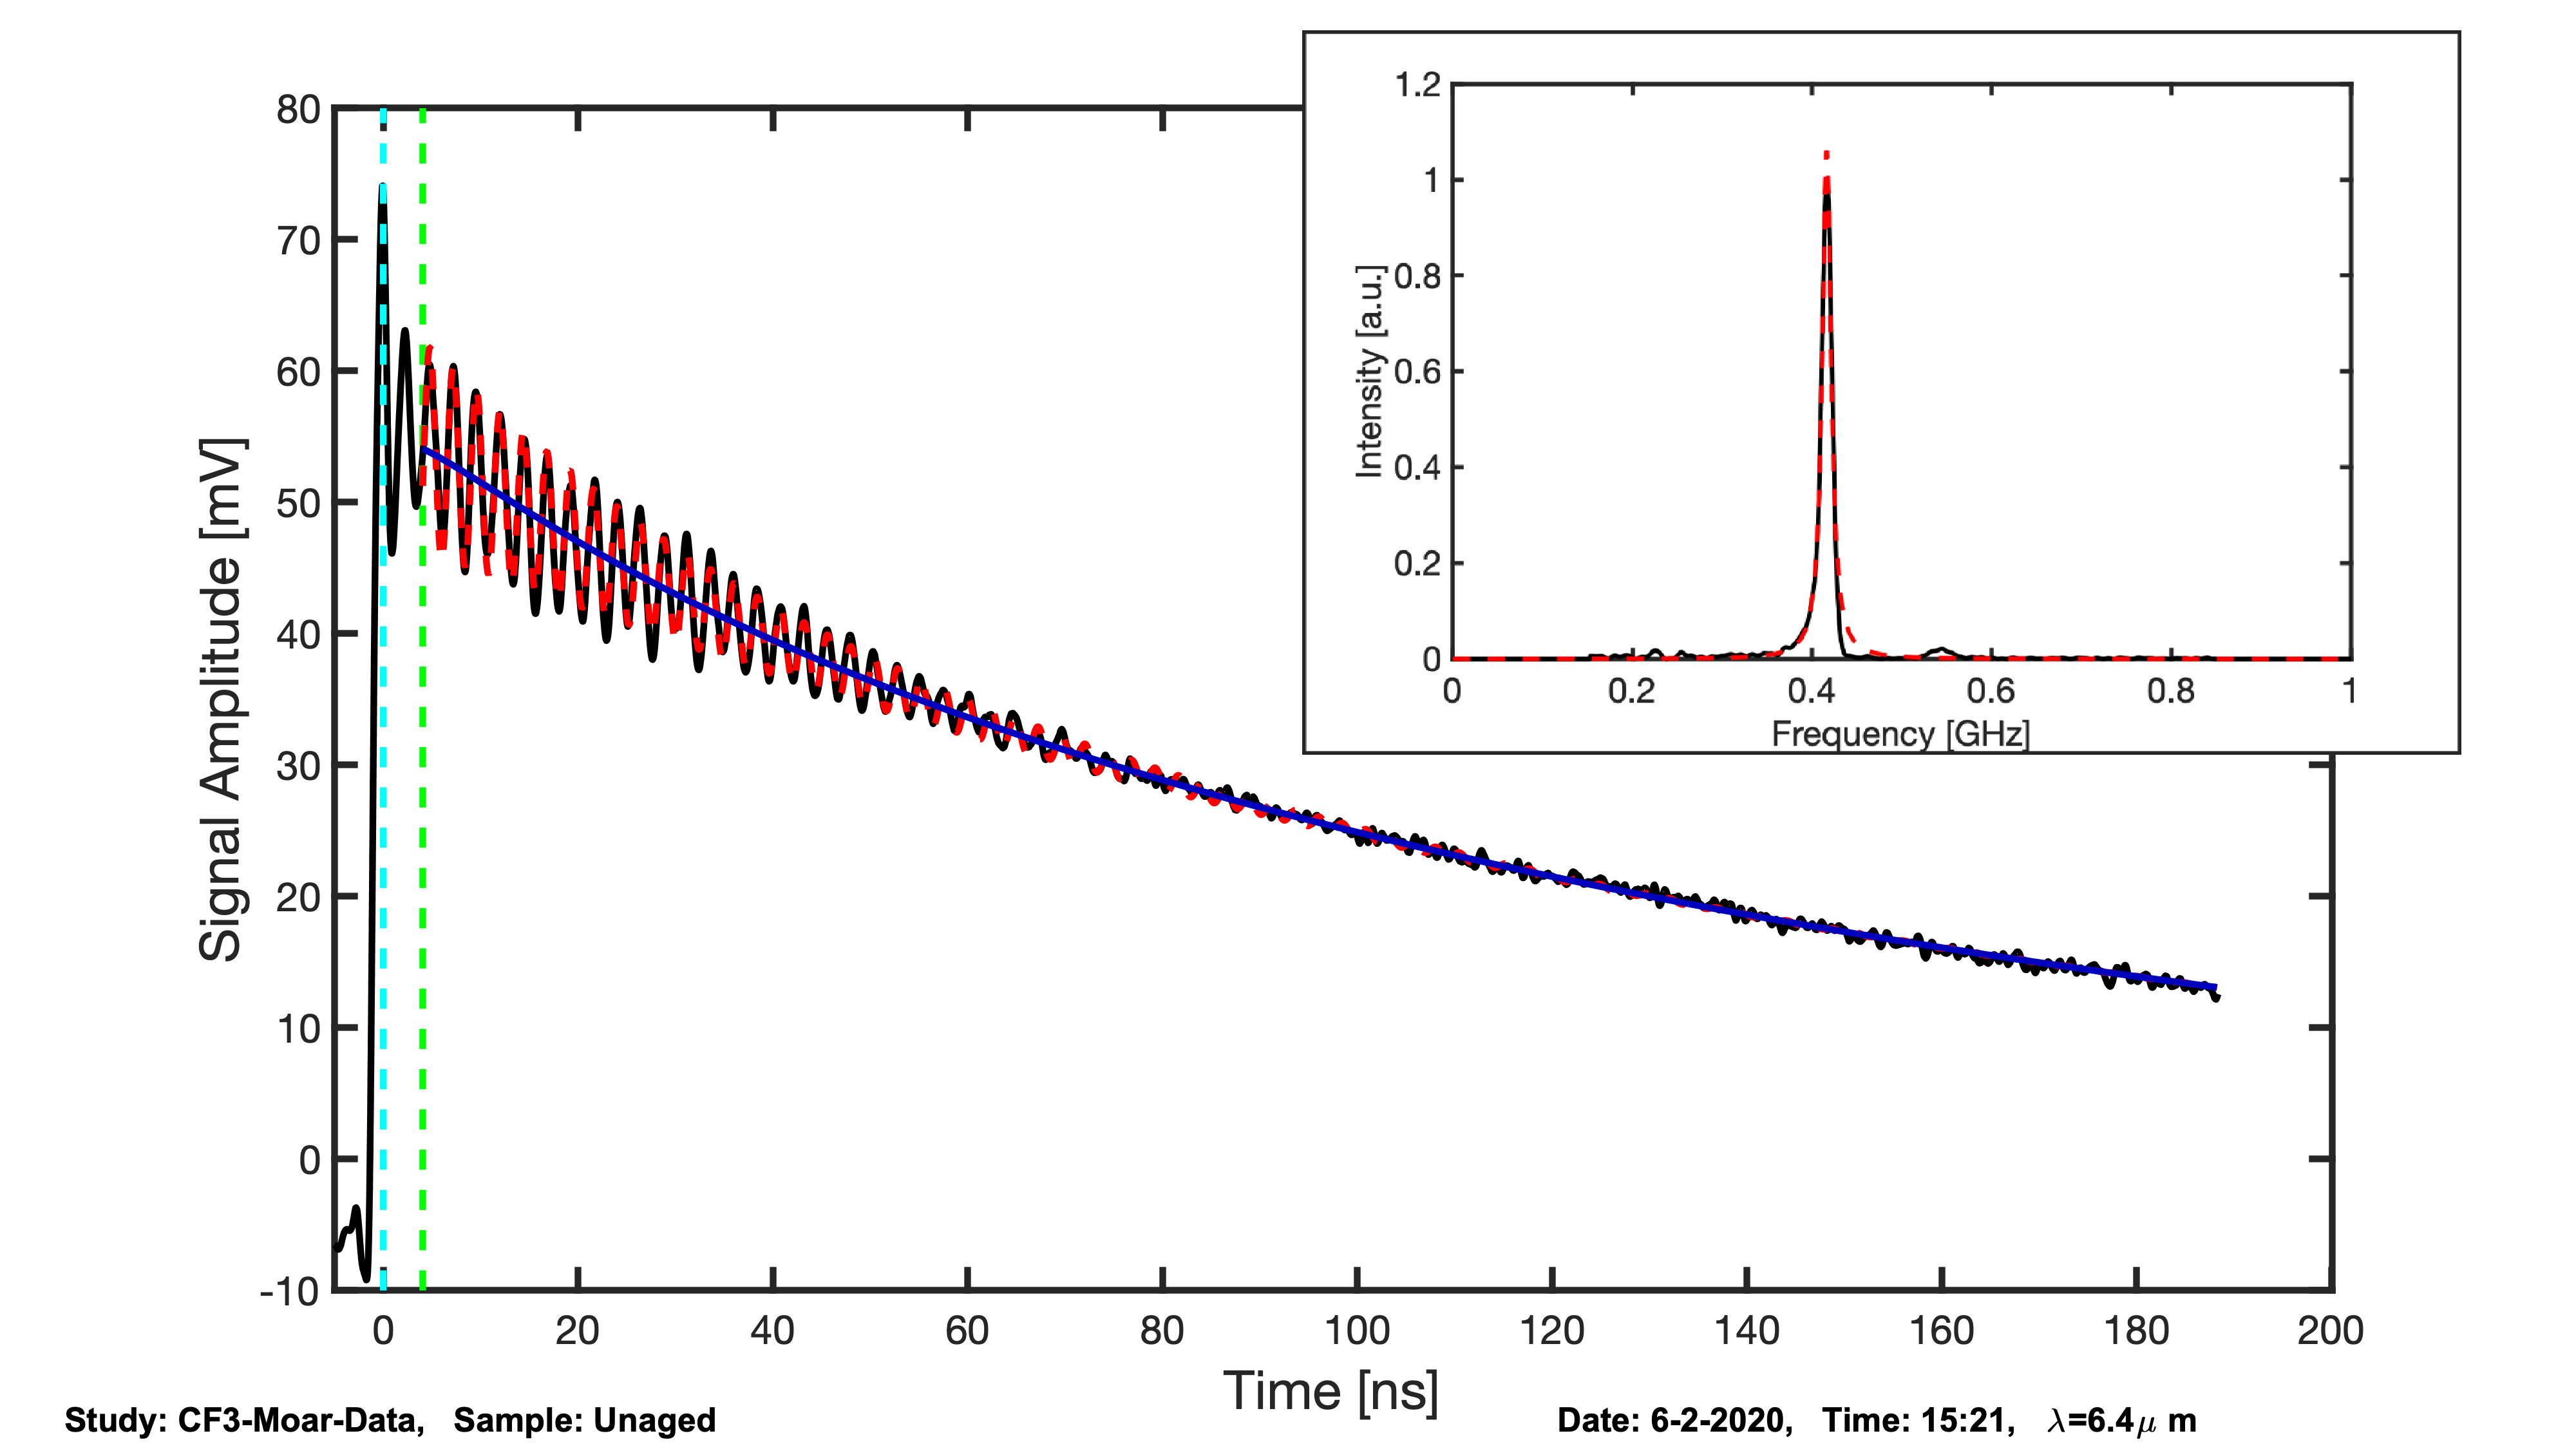 1.2
1
0.8
0.6
0.4
0.2
0
Intensity [a.u.]
0 0.2 0.4 0.6 0.8 1
Frequency [GHz]
80
70
60
50
40
30
20
10
0
-10
Signal Amplitude [mV]
0 20 40 60 80 100 120 140 160 180 200
Time [ns]
Study: CF3-Moar-Data, Sample: Unaged
Date: 6-2-2020, Time: 15:21, λ=6.4μ m